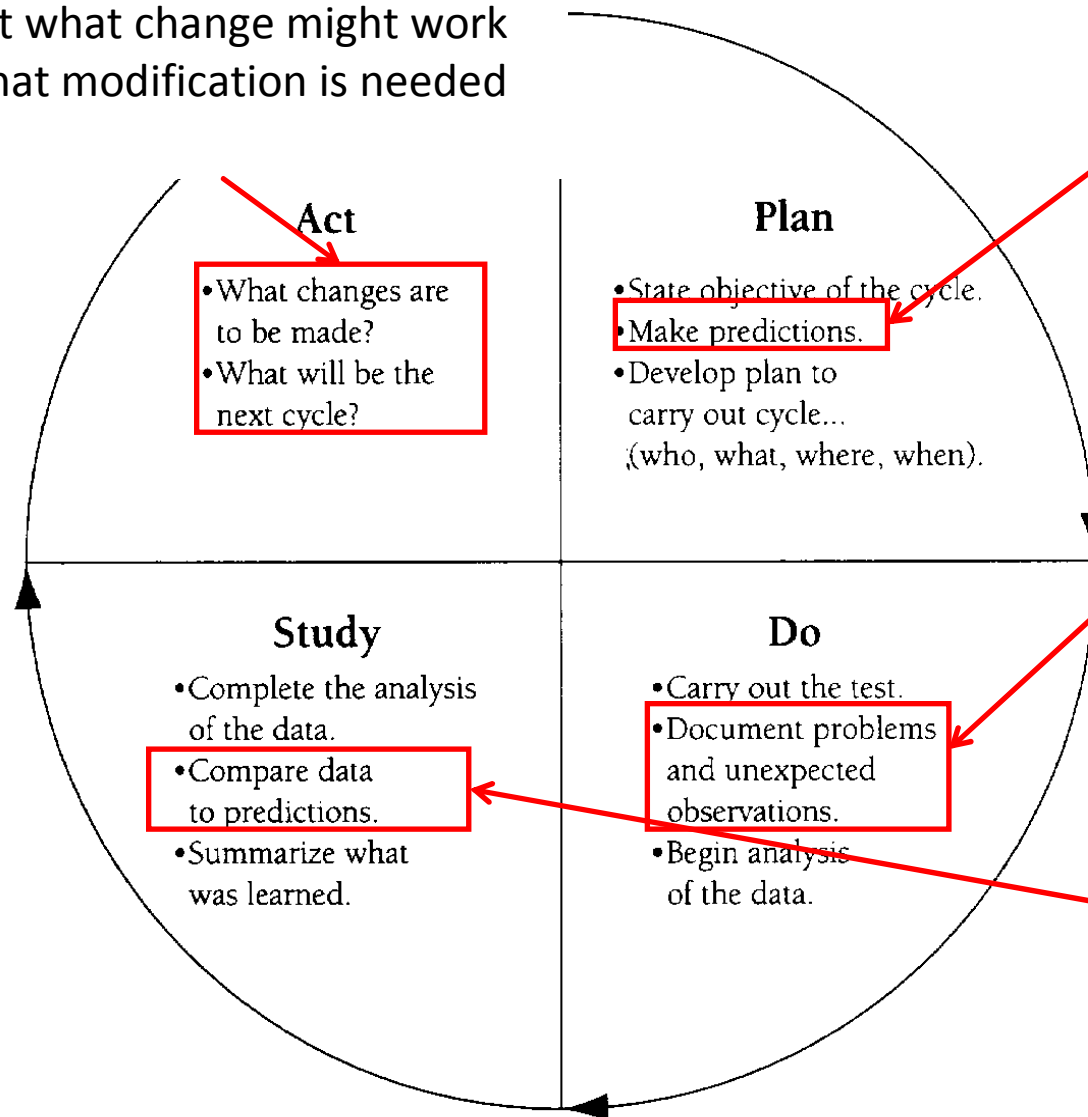 what change might work
modification is needed
Act
•What changes are
to be made?
•What will be the
next cycle?
Plan
•State objective of the cycle.
•Make predictions.
•Develop plan to
carry out cycle...
(who, what, where, when).
Study
•Complete the analysis
of the data.
•Compare data
to predictions.
•Summarize what
was learned.
Do
•Carry out the test.
•Document problems
and unexpected
observations.
•Begin analysis
of the data.